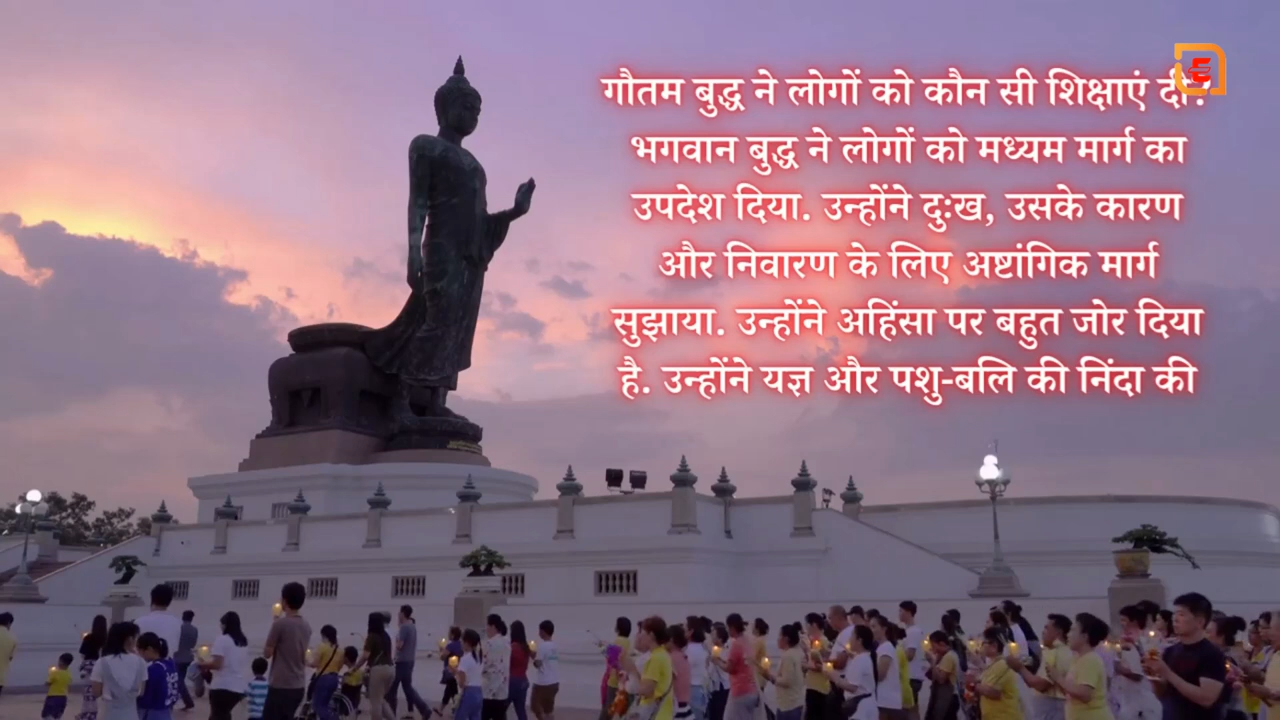 गौतम बुद्ध ने लोगों को कौन सी शिक्षाएं दी?
भगवान बुद्ध ने लोगों को मध्यम मार्ग का
उपदेश दिया. उन्होंने दुःख, उसके कारण
और निवारण के लिए अष्टांगिक मार्ग
सुझाया. उन्होंने अहिंसा पर बहुत जोर दिया
है. उन्होंने यज्ञ और पशु-बलि की निंदा की